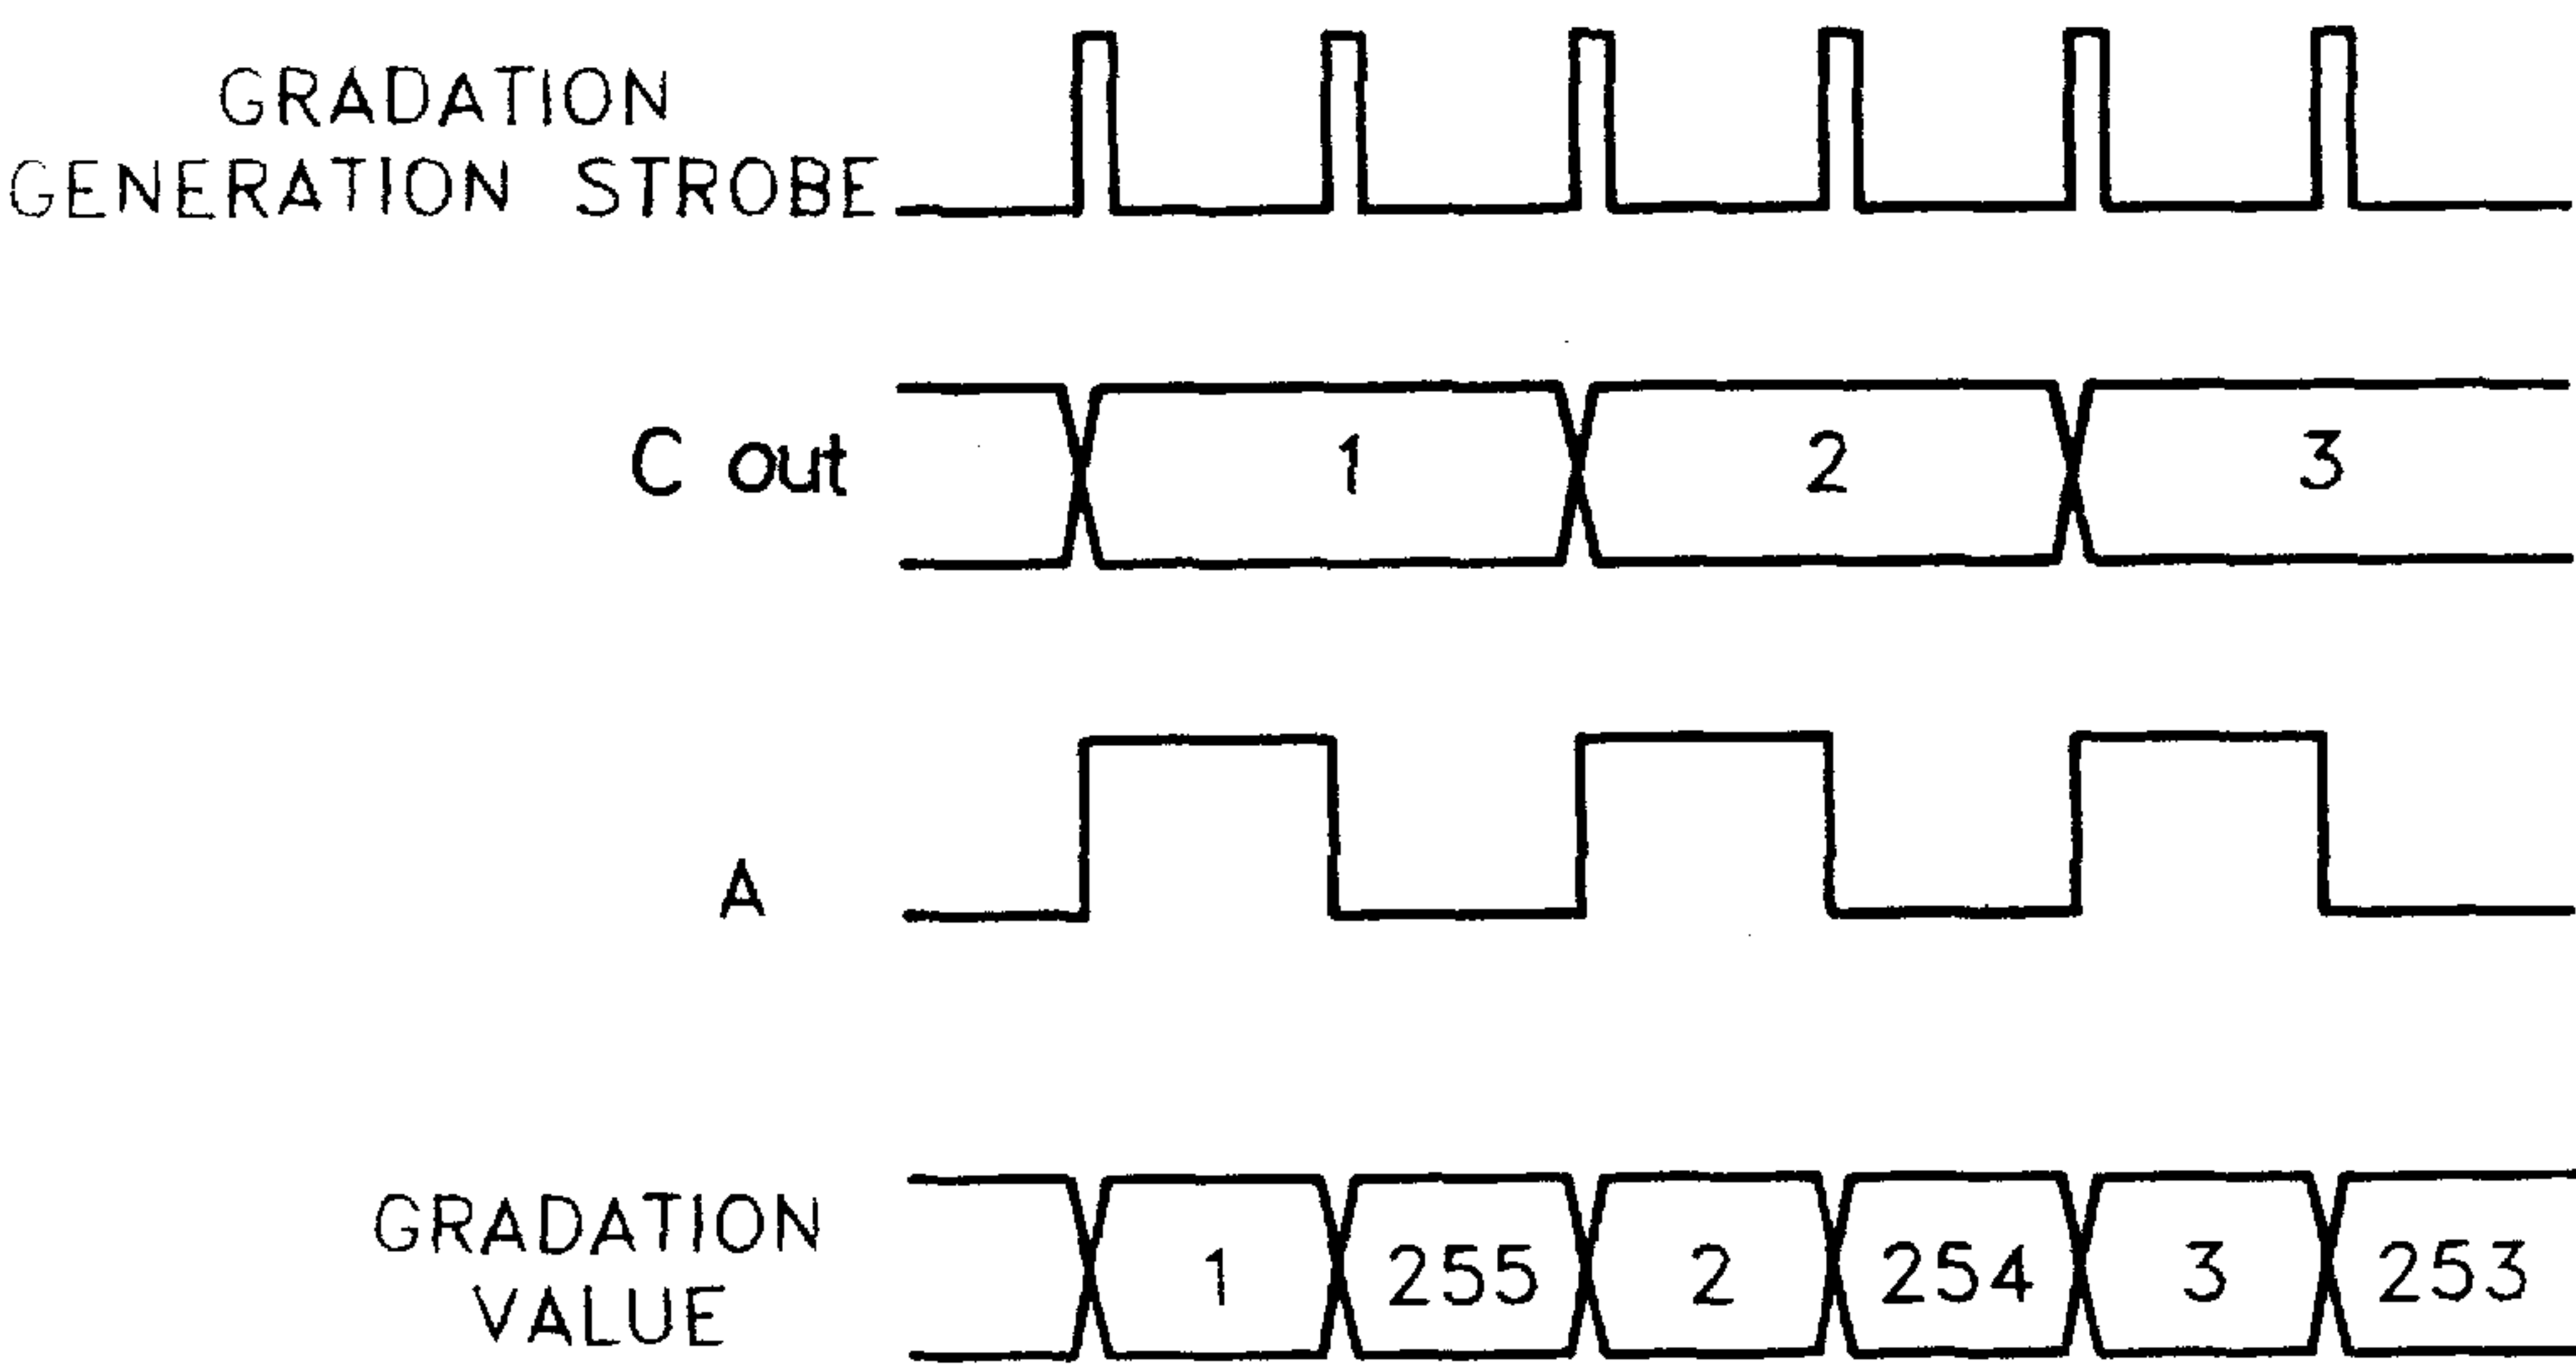 GRADATION
GENERATION STROBE
C out 1 2 3
A
GRADATION
VALUE
1 255 2 254 3 253